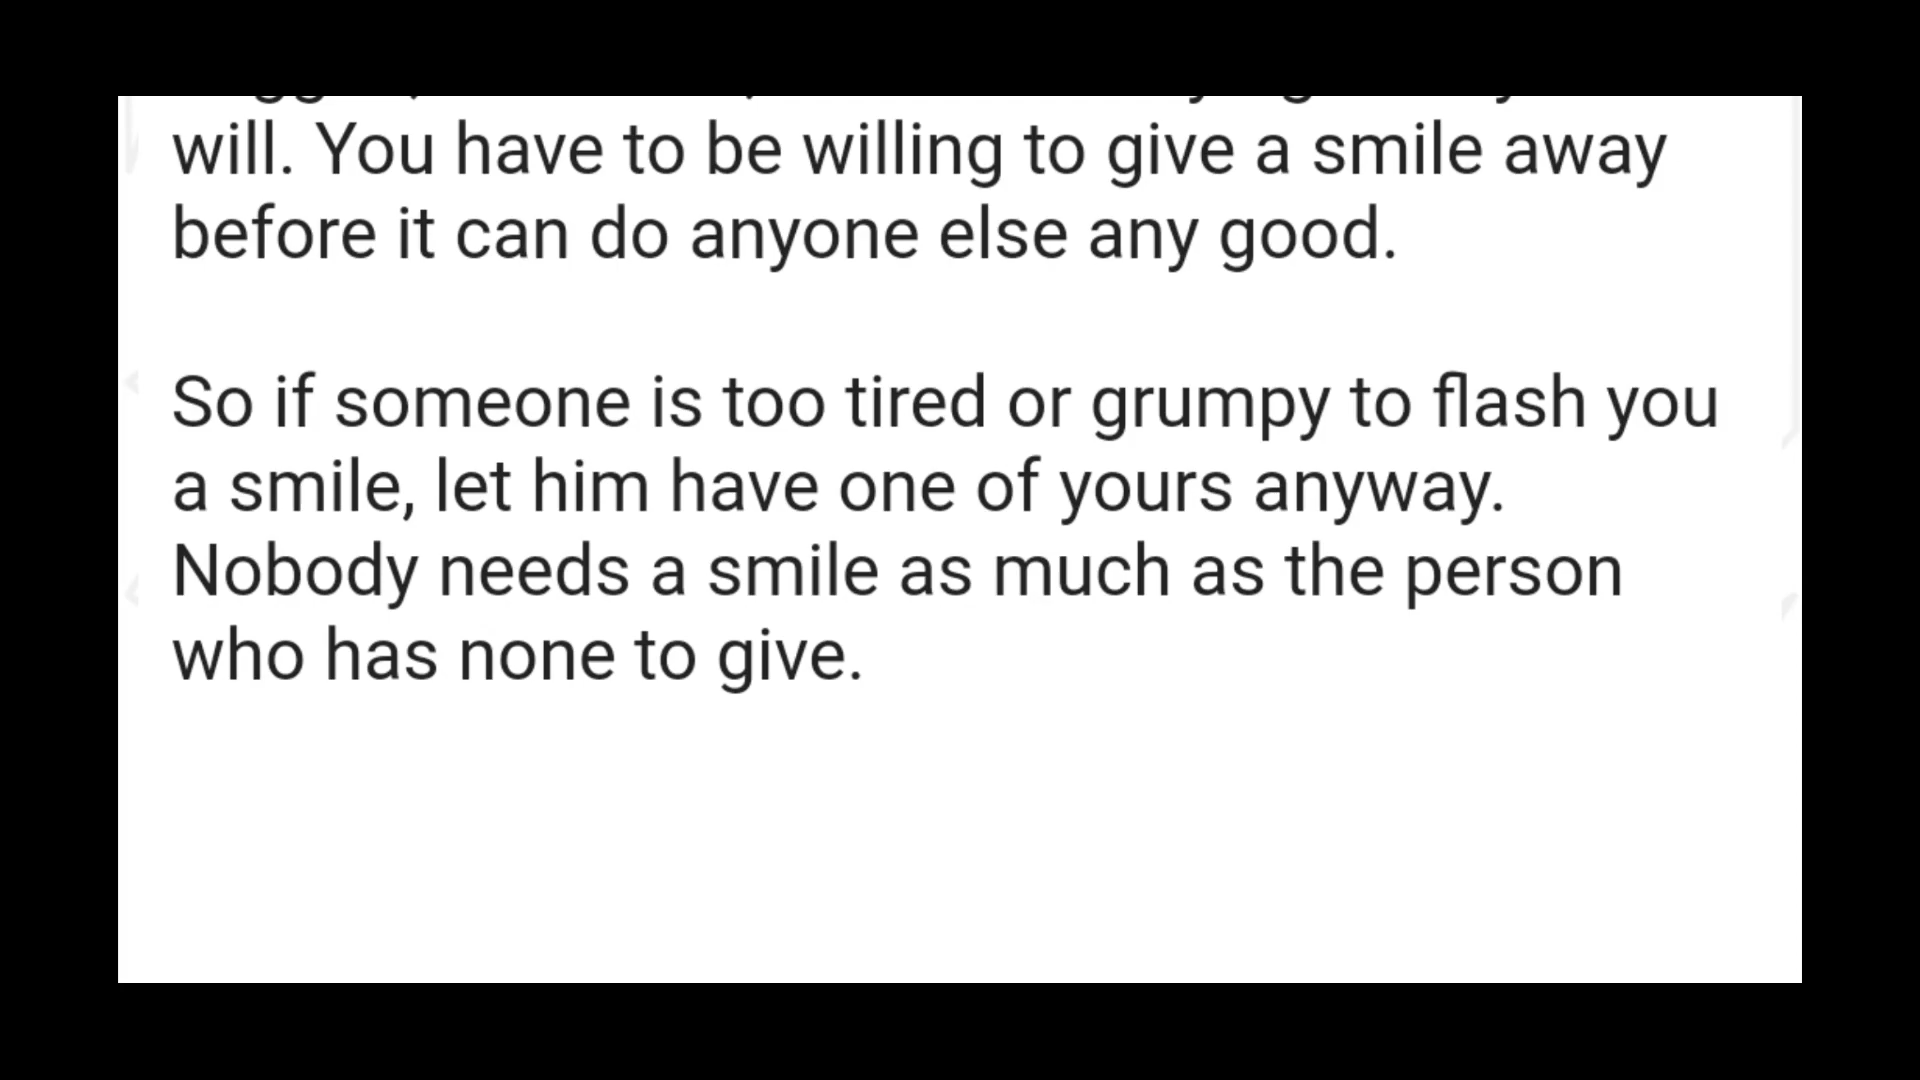 will. You have to be willing to give a smile away
before it can do anyone else any good.
So if someone is too tired or grumpy to flash you
a smile, let him have one of yours anyway.
Nobody needs a smile as much as the person
who has none to give.